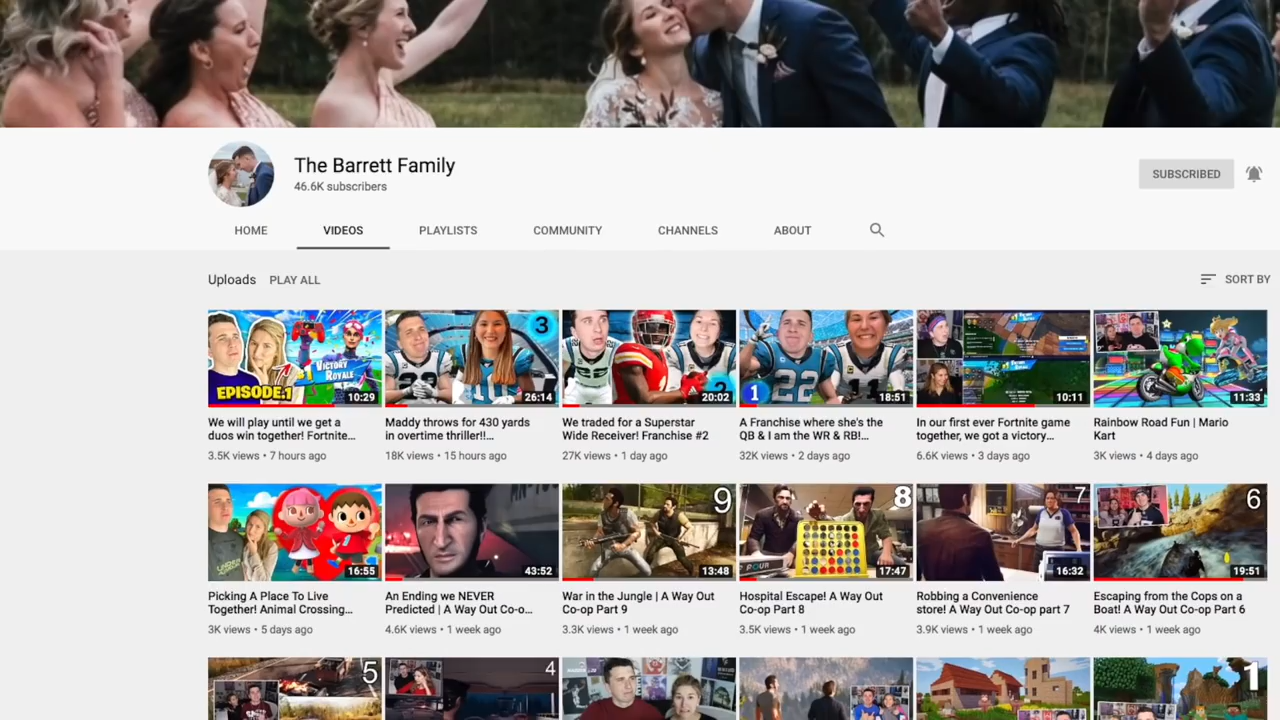 The Barrett Family
46.6K subscribers
SUBSCRIBED
HOME
VIDEOS
PLAYLISTS
COMMUNITY
CHANNELS
ABOUT
Uploads
PLAY ALL
SORT BY
EPISODE:1
#1 VICTORY ROYALE
10:29
3
26:14
2
20:02
22
11
1
18:51
10:11
11:33
We will play until we get a
duos win together! Fortnite...
3.5K views • 7 hours ago
Maddy throws for 430 yards
in overtime thriller!!...
18K views • 15 hours ago
We traded for a Superstar
Wide Receiver! Franchise #2
27K views • 1 day ago
A Franchise where she's the
QB & I am the WR & RB!...
32K views • 2 days ago
In our first ever Fortnite game
together, we got a victory...
6.6K views • 3 days ago
Rainbow Road Fun | Mario
Kart
3K views • 4 days ago
16:55
43:52
9
13:48
8
17:47
7
16:32
6
19:51
Picking A Place To Live
Together! Animal Crossing...
3K views • 5 days ago
An Ending we NEVER
Predicted | A Way Out Co-o...
4.6K views • 1 week ago
War in the Jungle | A Way Out
Co-op Part 9
3.3K views • 1 week ago
Hospital Escape! A Way Out
Co-op Part 8
3.5K views • 1 week ago
Robbing a Convenience
store! A Way Out Co-op part 7
3.9K views • 1 week ago
Escaping from the Cops on a
Boat! A Way Out Co-op Part 6
4K views • 1 week ago
5
4
1